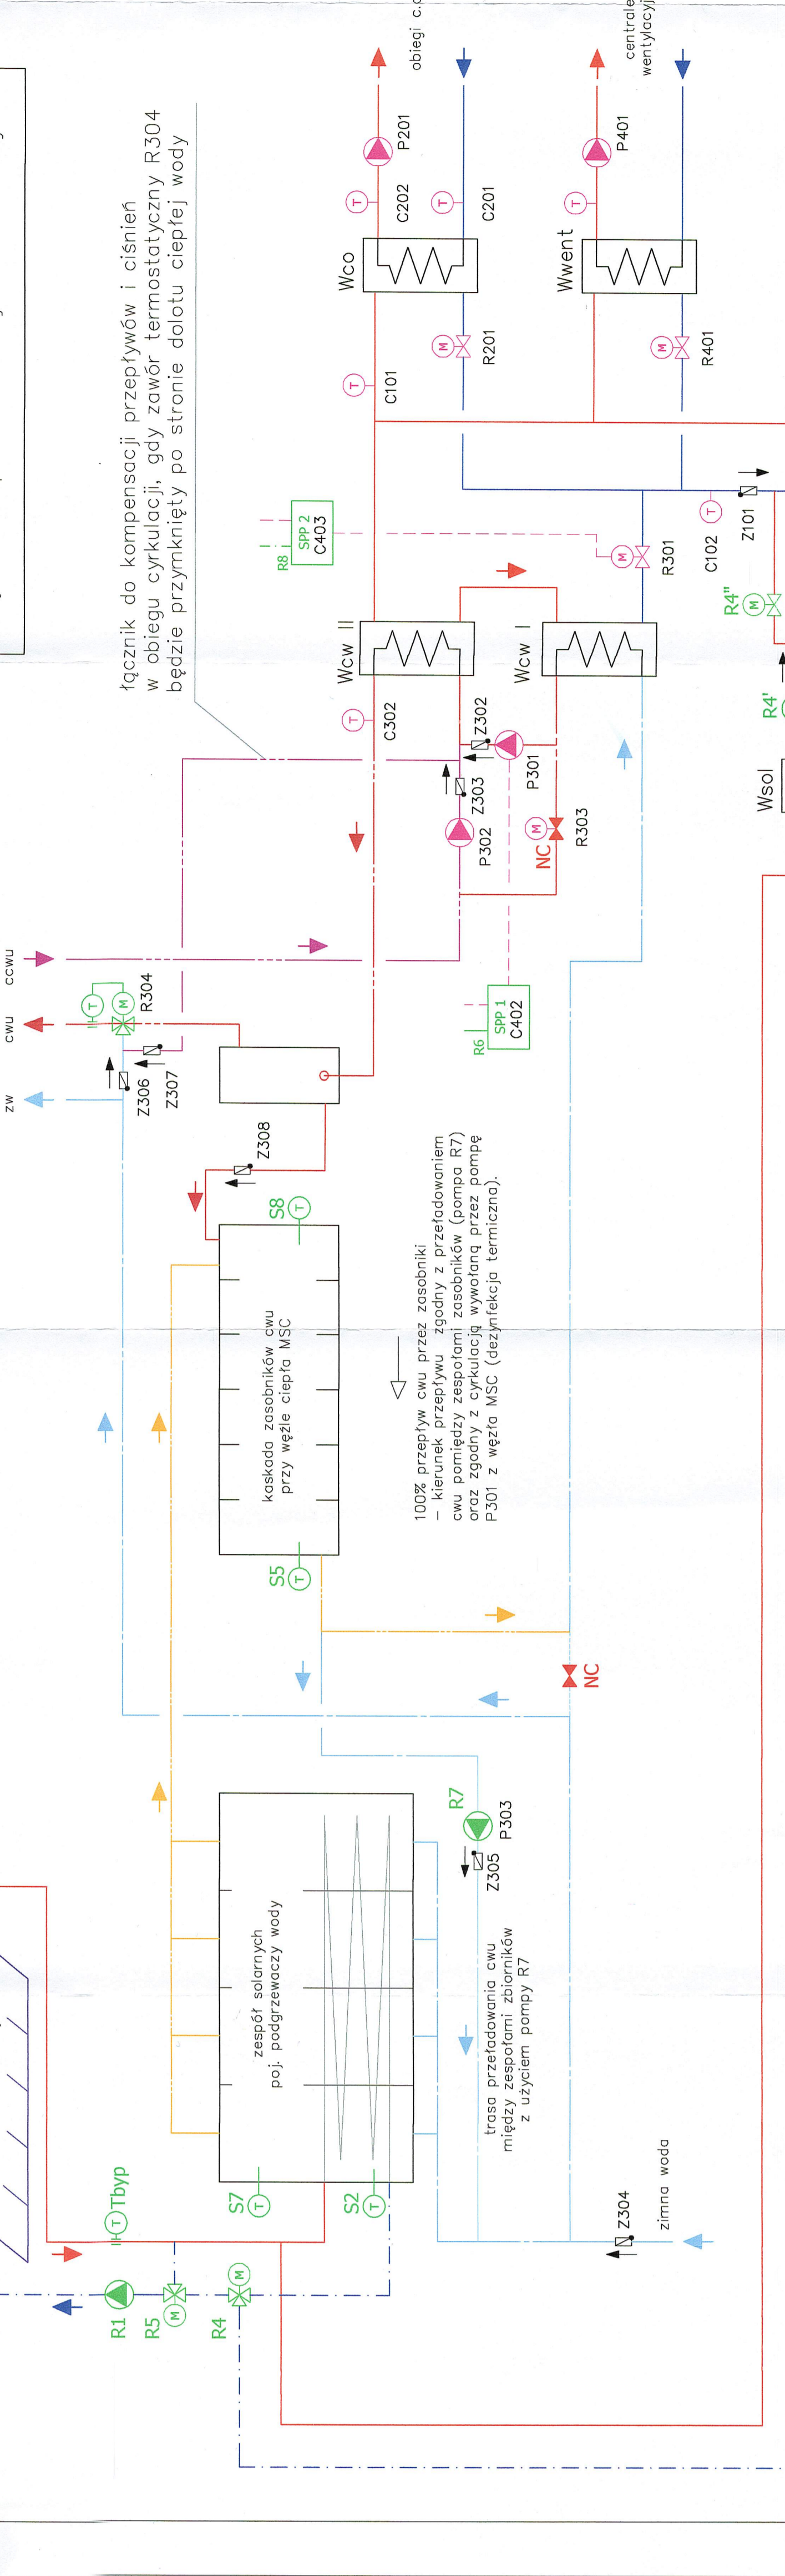 obiegi c.o
centrale
wentylacyj
P201
P401
C202
C201
Wco
Wwent
R201
R401
C101
łącznik do kompensacji przepływów i ciśnień
w obiegu cyrkulacji, gdy zawór termostatyczny R304
będzie przymknięty po stronie dolotu ciepłej wody
R8
SPP 2
C403
R301
C102
Z101
R4"
R4'
Wsol
Wcw II
Wcw I
C302
Z302
P301
Z303
P302
NC
R303
R6
SPP 1
C402
ccwu
cwu
zw
R304
Z306
Z307
Z308
S8
kaskada zasobników cwu
przy węźle ciepła MSC
S5
100% przepływ cwu przez zasobniki
– kierunek przepływu zgodny z przeładowaniem
cwu pomiędzy zespołami zasobników (pompa R7)
oraz zgodny z cyrkulacją wywołaną przez pompę
P301 z węzła MSC (dezynfekcja termiczna).
NC
R7
P303
Z305
zespół solarnych
poj. podgrzewaczy wody
trasa przeładowania cwu
między zespołami zbiorników
z użyciem pompy R7
S7
S2
Tbyp
R1
R5
R4
Z304
zimna woda
T
T
T
T
T
T
T
T
T
T
T
T
M
M
M
M
M
M
M
M
M